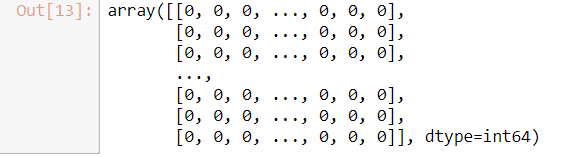 Out[13]: array([[0, 0, 0, ..., 0, 0, 0],
[0, 0, 0, ..., 0, 0, 0],
[0, 0, 0, ..., 0, 0, 0],
...,
[0, 0, 0, ..., 0, 0, 0],
[0, 0, 0, ..., 0, 0, 0],
[0, 0, 0, ..., 0, 0, 0]], dtype=int64)